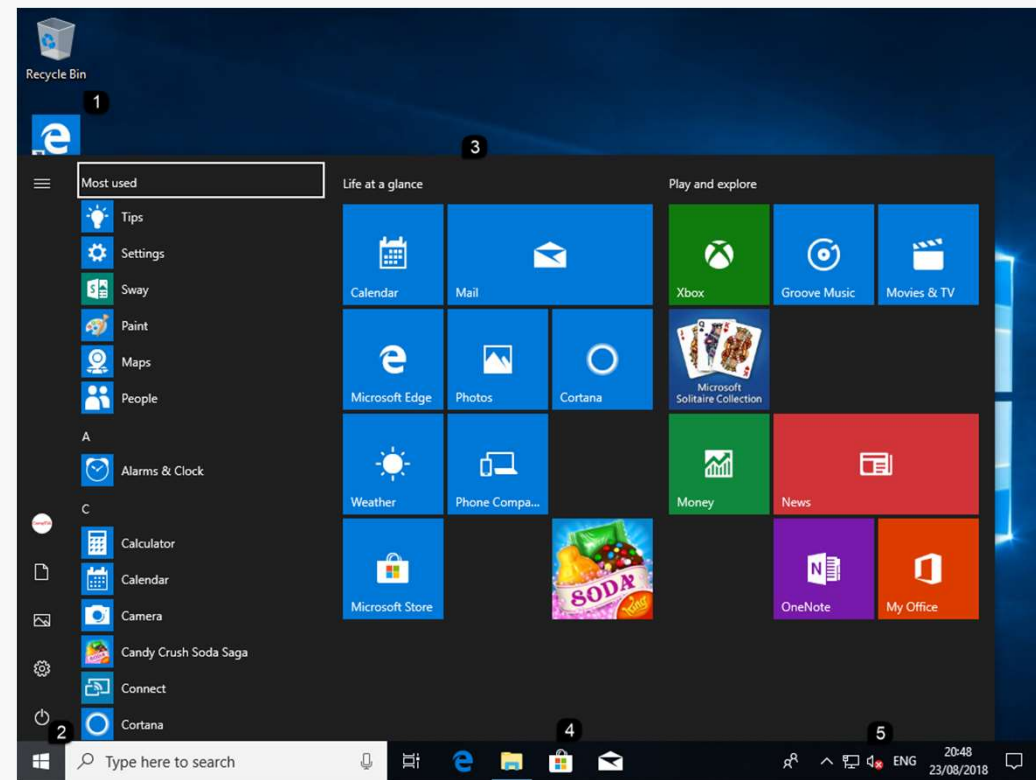 Recycle Bin
1
3
Most used
Life at a glance
Play and explore
Tips
Settings
Sway
Paint
Maps
People
A
Alarms & Clock
C
Calculator
Calendar
Camera
Candy Crush Soda Saga
Connect
Cortana
Calendar
Mail
Xbox
Groove Music
Movies & TV
Microsoft Edge
Photos
Cortana
Microsoft
Solitaire Collection
Weather
Phone Compa...
Money
News
Microsoft Store
SODA
King
OneNote
My Office
2
4
5
Type here to search
ENG
20:48
23/08/2018